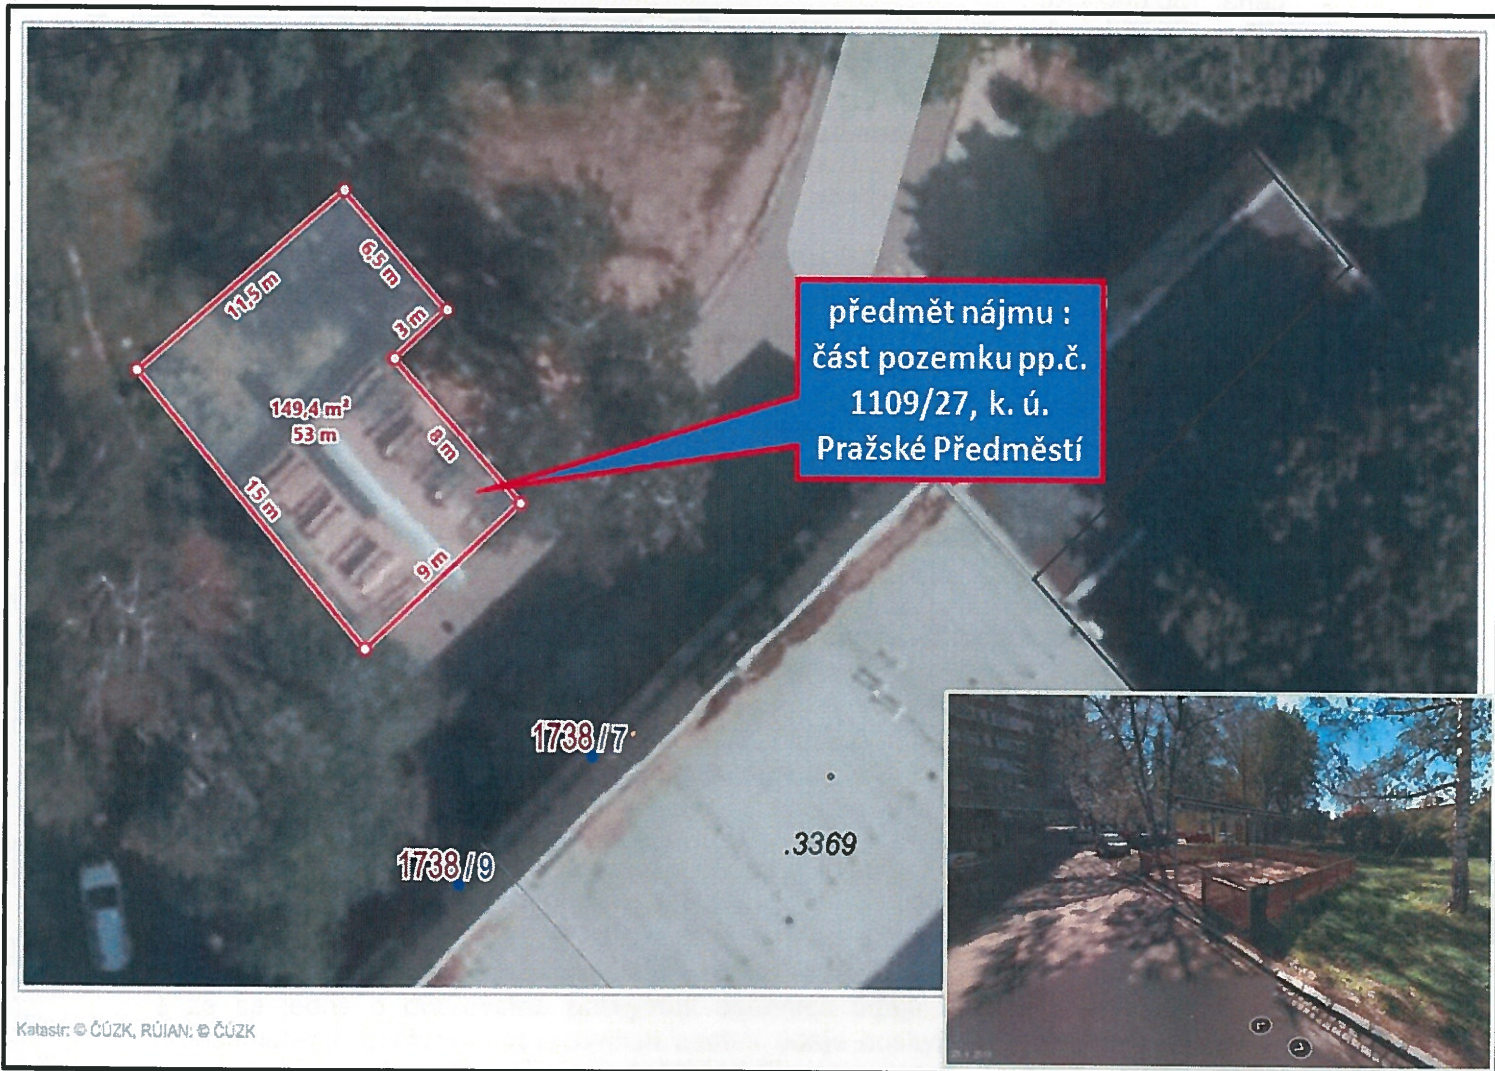 6,5 m
11,5 m
3 m
předmět nájmu :
část pozemku pp.č.
1109/27, k. ú.
Pražské Předměstí
149,4 m²
53 m
8 m
15 m
9 m
1738/7
1738/9
.3369
Katastr: © ČÚZK, RÚIAN: © ČÚZK